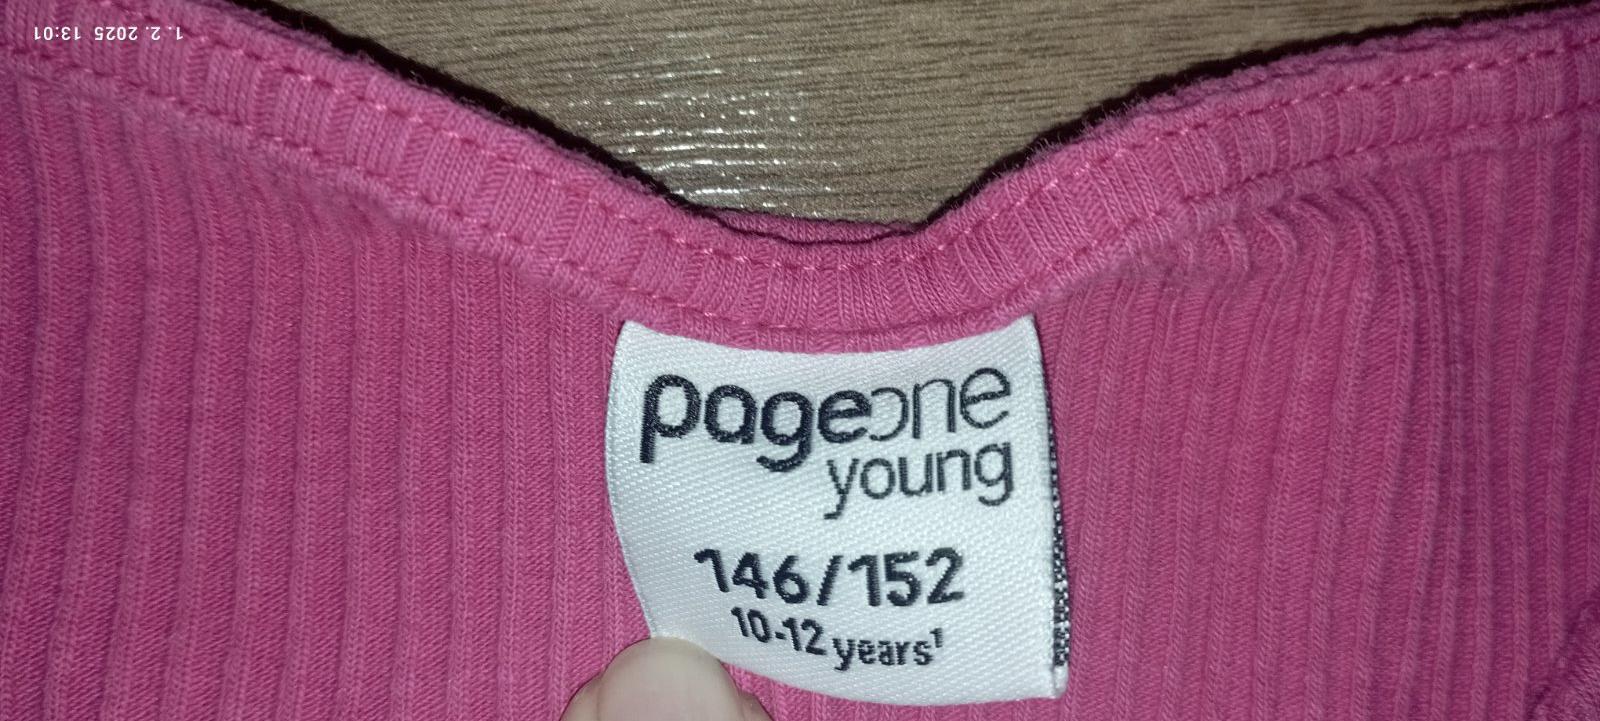 1. 2. 2025 13:01
pageone
young
146/152
10-12 years¹